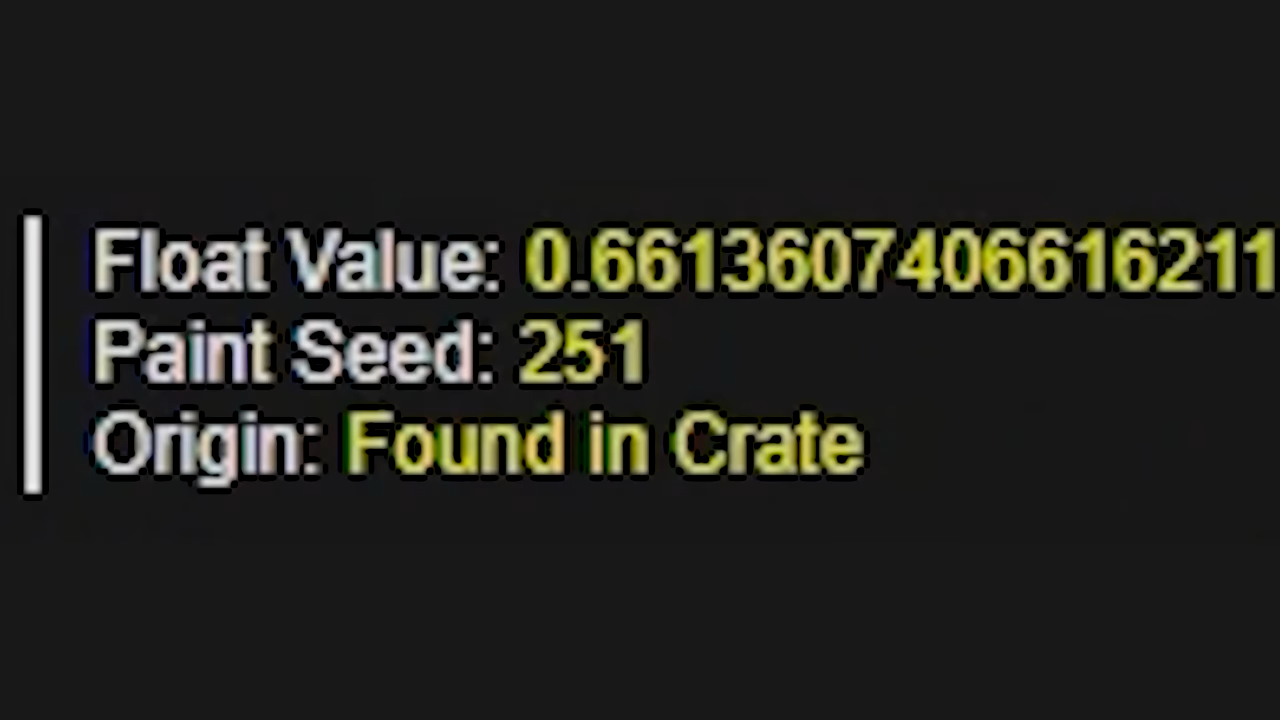 Float Value: 0.6613607406616211
Paint Seed: 251
Origin: Found in Crate